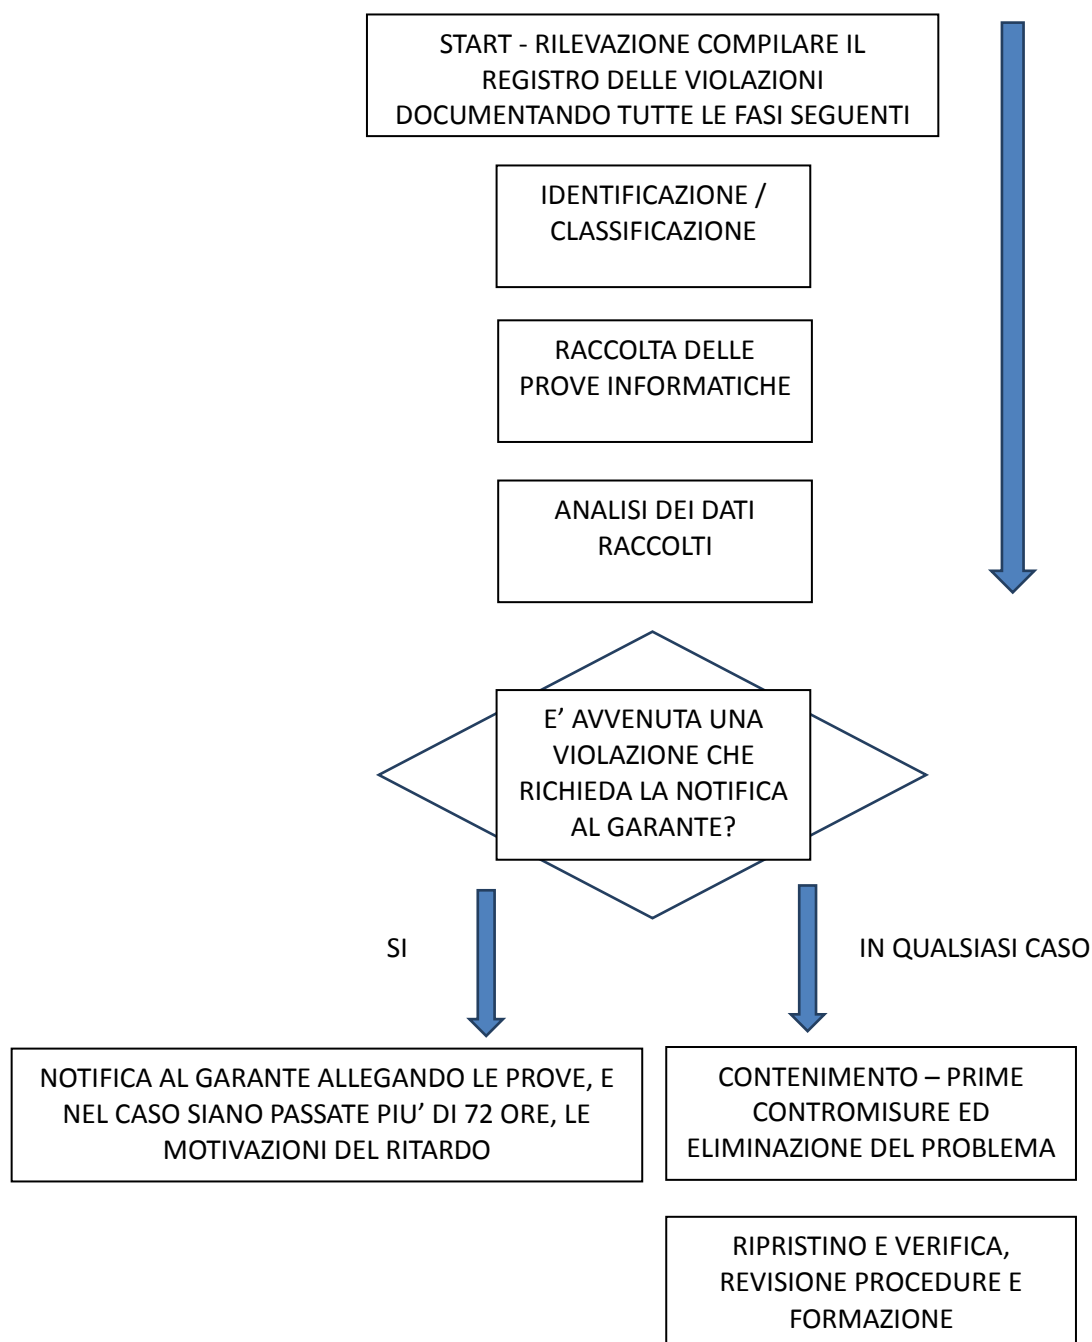 START - RILEVAZIONE COMPILARE IL
REGISTRO DELLE VIOLAZIONI
DOCUMENTANDO TUTTE LE FASI SEGUENTI
IDENTIFICAZIONE /
CLASSIFICAZIONE
RACCOLTA DELLE
PROVE INFORMATICHE
ANALISI DEI DATI
RACCOLTI
E’ AVVENUTA UNA
VIOLAZIONE CHE
RICHIEDA LA NOTIFICA
AL GARANTE?
SI
IN QUALSIASI CASO
NOTIFICA AL GARANTE ALLEGANDO LE PROVE, E
NEL CASO SIANO PASSATE PIU’ DI 72 ORE, LE
MOTIVAZIONI DEL RITARDO
CONTENIMENTO – PRIME
CONTROMISURE ED
ELIMINAZIONE DEL PROBLEMA
RIPRISTINO E VERIFICA,
REVISIONE PROCEDURE E
FORMAZIONE